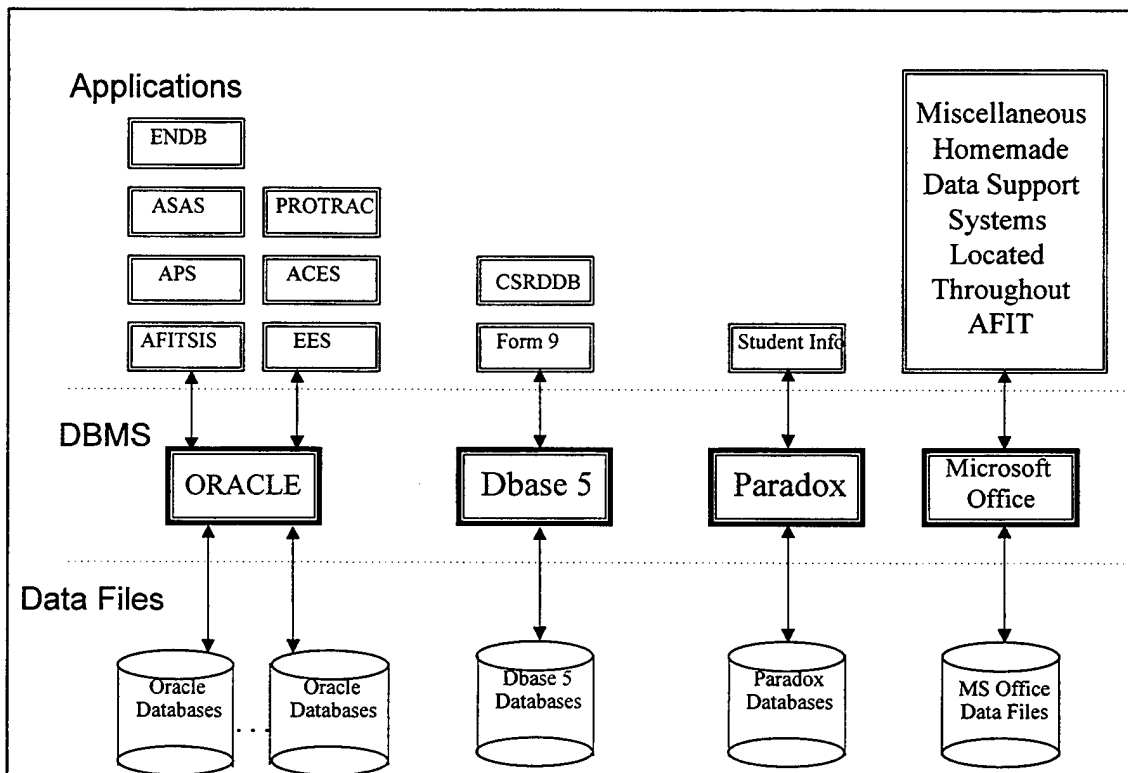 Applications
ENDB
ASAS PROTRAC
APS ACES
AFITSIS EES
CSRDDB
Form 9
Student Info
Miscellaneous
Homemade
Data Support
Systems
Located
Throughout
AFIT
DBMS
ORACLE
Dbase 5
Paradox
Microsoft
Office
Data Files
Oracle
Databases
....
Oracle
Databases
Dbase 5
Databases
Paradox
Databases
MS Office
Data Files